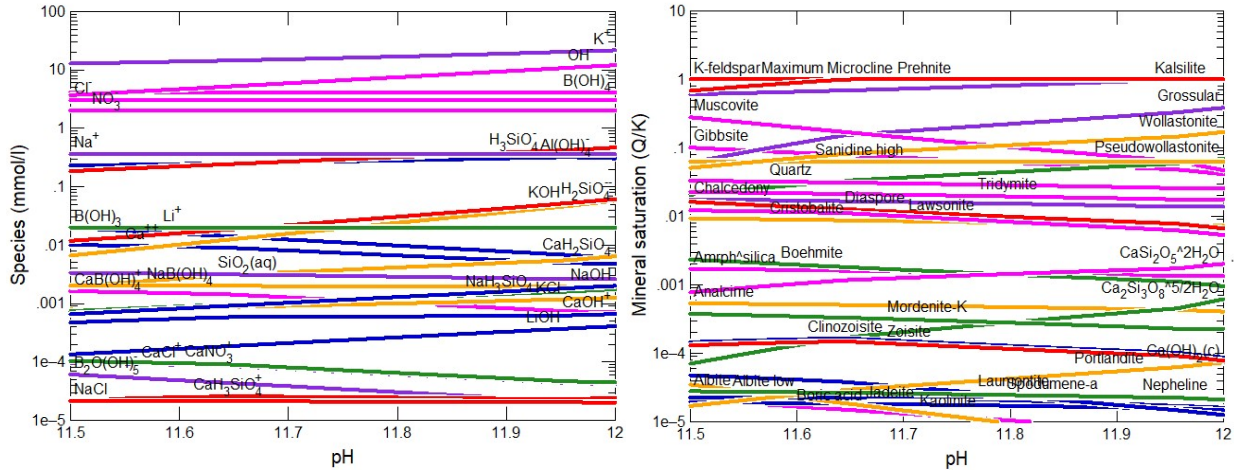 100
10
1
.1
.01
.001
1e–4
1e–5
Species (mmol/l)
K+
OH-
B(OH)4-
Cl-
NO3-
Na+
H3SiO4- Al(OH)4-
KOH H2SiO4--
B(OH)3 Li+
Ca++
CaH2SiO4
SiO2(aq)
CaB(OH)4+ NaB(OH)4
NaH3SiO4 KCl
NaOH
CaOH+
LiOH
CaCl+ CaNO3+
B2O(OH)5-
CaH3SiO4+
NaCl
11.5 11.6 11.7 11.8 11.9 12
pH
10
1
.1
.01
.001
1e–4
1e–5
Mineral saturation (Q/K)
K-feldspar Maximum Microcline Prehnite Kalsilite
Grossular
Muscovite
Wollastonite
Gibbsite
Sanidine high
Pseudowollastonite
Quartz
Tridymite
Chalcedony
Diaspore
Cristobalite
Lawsonite
Amrph^silica
Boehmite
CaSi2O5^2H2O
Analcime
Ca2Si3O8^5/2H2O
Mordenite-K
Clinozoisite
Zoisite
Ca(OH)2(c)
Portlandite
Albite Albite low
Laumontite
Spodumene-a
Nepheline
Boric acid
Jadeite
Kaolinite
11.5 11.6 11.7 11.8 11.9 12
pH